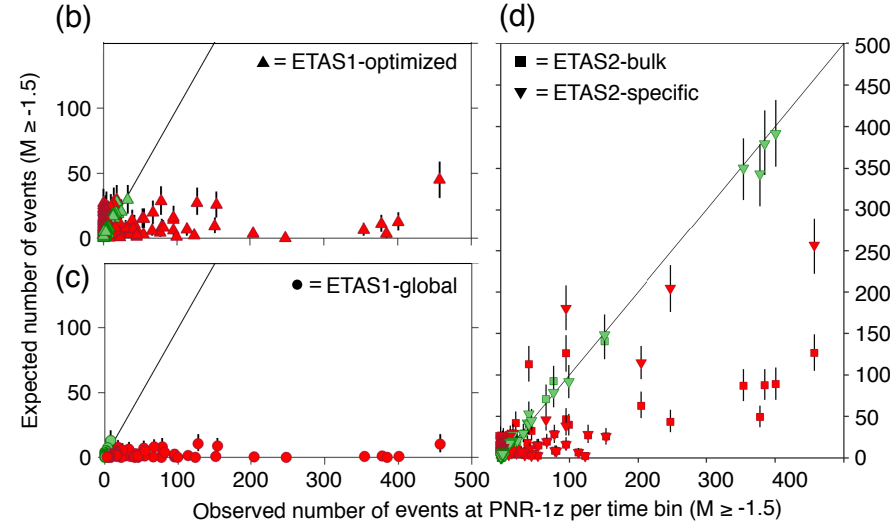 (b)
▲ = ETAS1-optimized
150
100
50
0
(c)
● = ETAS1-global
150
100
50
0
0 100 200 300 400 500
Expected number of events (M ≥ -1.5)
(d)
■ = ETAS2-bulk
▼ = ETAS2-specific
500
450
400
350
300
250
200
150
100
50
0
0 100 200 300 400
Observed number of events at PNR-1z per time bin (M ≥ -1.5)